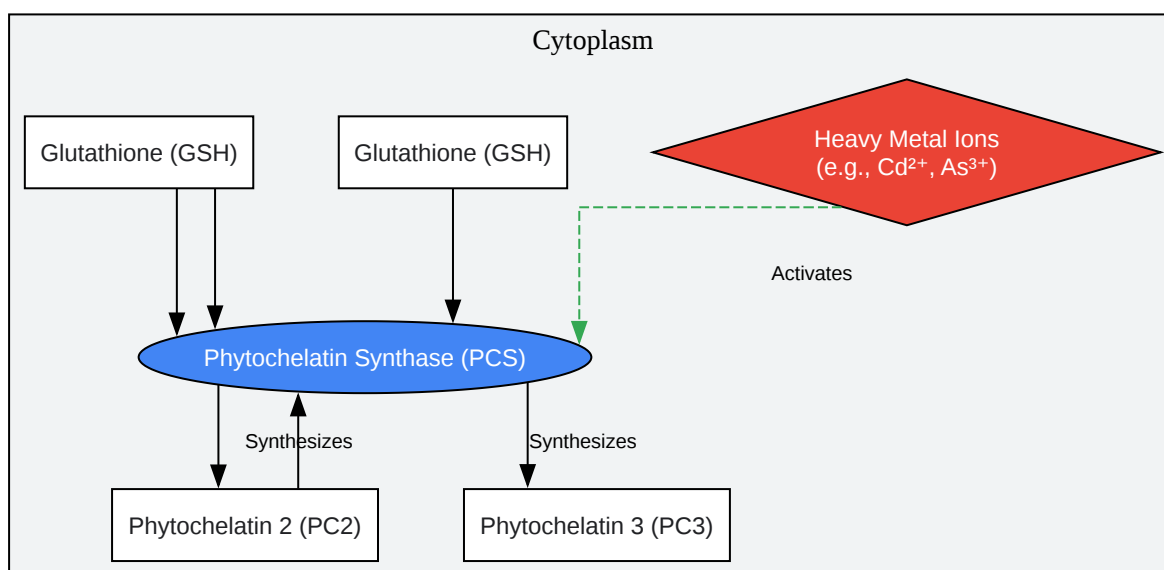 Cytoplasm
Glutathione (GSH)
Glutathione (GSH)
Heavy Metal Ions
(e.g., Cd²⁺, As³⁺)
Activates
Phytochelatin Synthase (PCS)
Synthesizes
Synthesizes
Phytochelatin 2 (PC2)
Phytochelatin 3 (PC3)